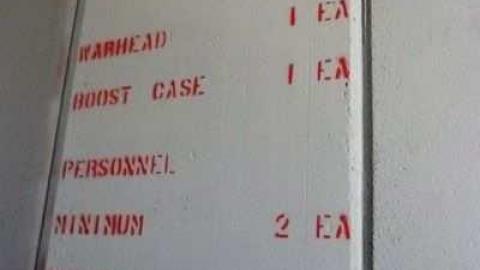 WARHEAD 1 EA
BOOST CASE 1 EA
PERSONNEL
MINIMUM 2 EA